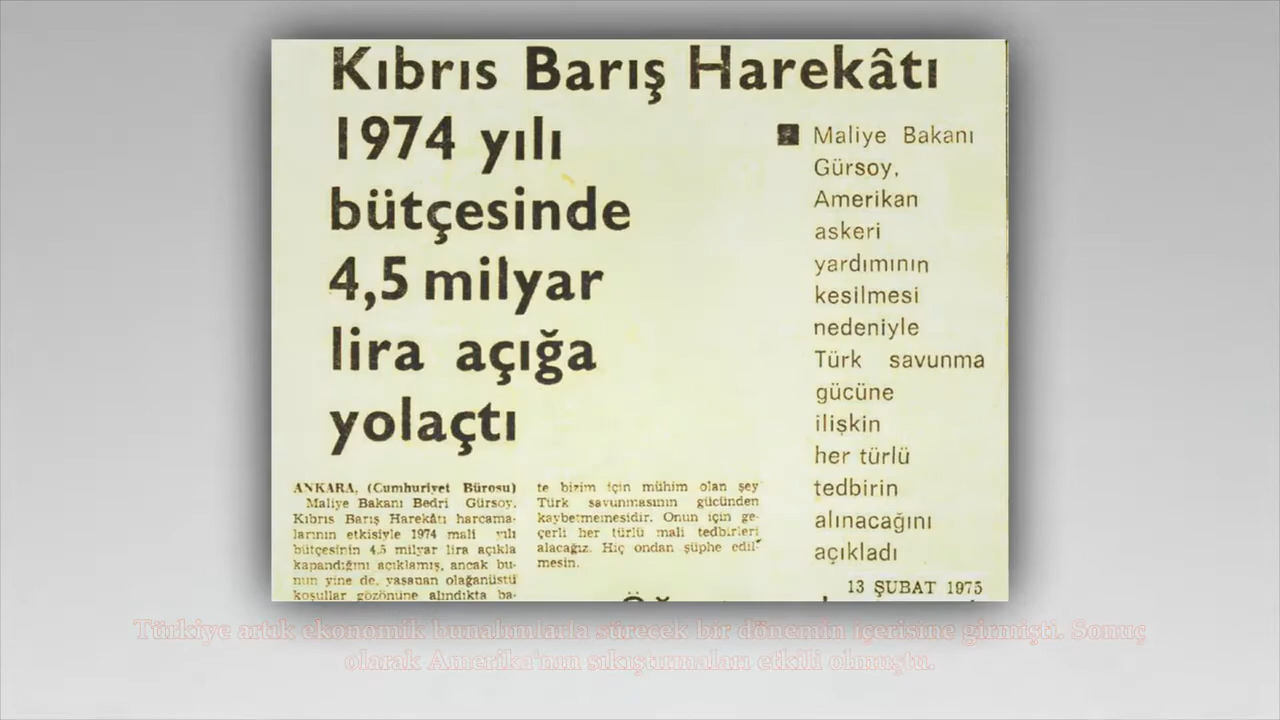 Kıbrıs Barış Harekâtı
1974 yılı
bütçesinde
4,5 milyar
lira açığa
yolaçtı
Maliye Bakanı
Gürsoy,
Amerikan
askeri
yardımının
kesilmesi
nedeniyle
Türk savunma
gücüne
ilişkin
her türlü
tedbirin
alınacağını
açıkladı
13 ŞUBAT 1975
ANKARA, (Cumhuriyet Bürosu)
Maliye Bakanı Bedri Gürsoy,
Kıbrıs Barış Harekâtı harcama-
larının etkisiyle 1974 mali yılı
bütçesinin 4,5 milyar lira açıkla
kapandığını açıklamış, ancak bu-
nun yine de, yaşanan olağanüstü
koşullar gözönüne alındıkta ba-
te bizim için mühim olan şey
Türk savunmasının gücünden
kaybetmemesidir. Onun için ge-
çerli her türlü mali tedbirleri
alacağız. Hiç ondan şüphe edil-
mesin.
Türkiye artık ekonomik bunalımlarla sürecek bir dönemin içerisine girmişti. Sonuç
olarak Amerika'nın sıkıştırmaları etkili olmuştu.